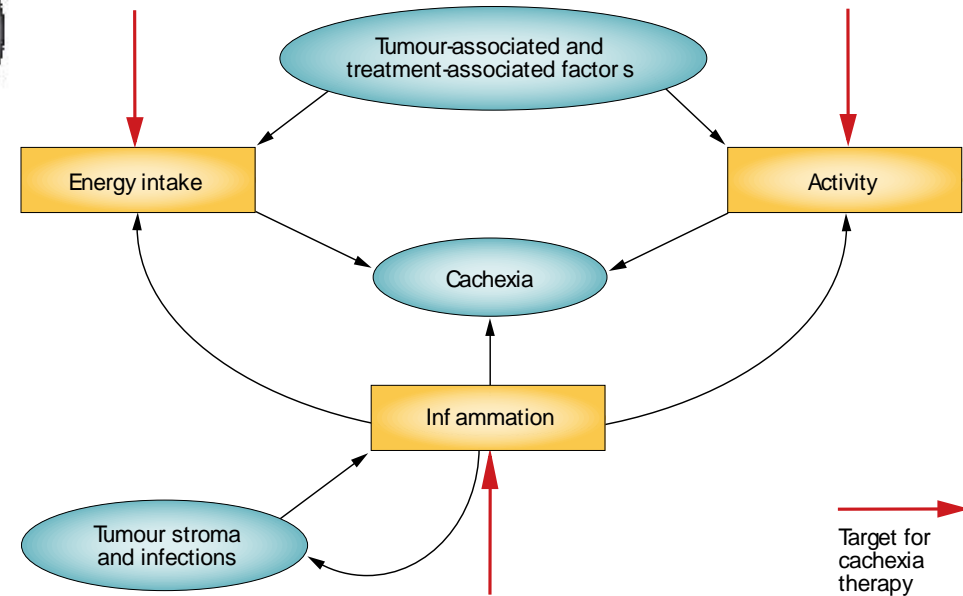 Tumour-associated and
treatment-associated factor s
Energy intake
Activity
Cachexia
Inf ammation
Tumour stroma
and infections
Target for
cachexia
therapy